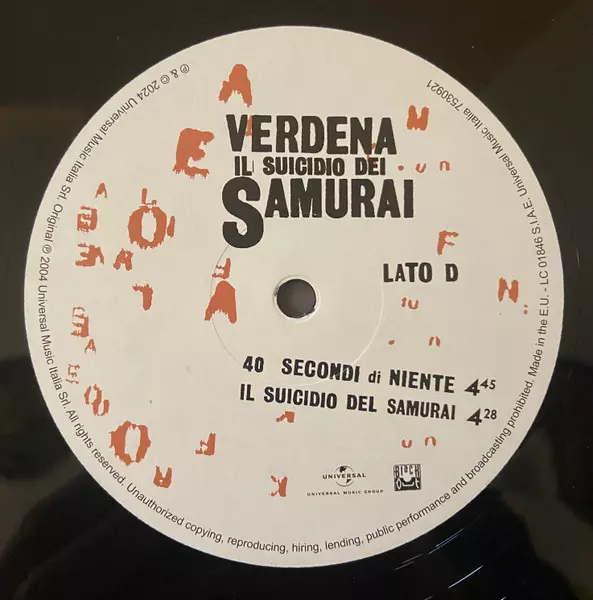 VERDENA
IL SUICIDIO DEI
SAMURAI
LATO D
40 SECONDI di NIENTE 4 45
IL SUICIDIO DEL SAMURAI 4 28
UNIVERSAL
UNIVERSAL MUSIC GROUP
BLACK OUT
℗ & © 2024 Universal Music Italia Srl. Original ℗ 2004 Universal Music Italia Srl. All rights reserved. Unauthorized copying, reproducing, hiring, lending, public performance and broadcasting prohibited. Made in the E.U. - LC 01846 S.I.A.E. Universal Music Italia 7530921